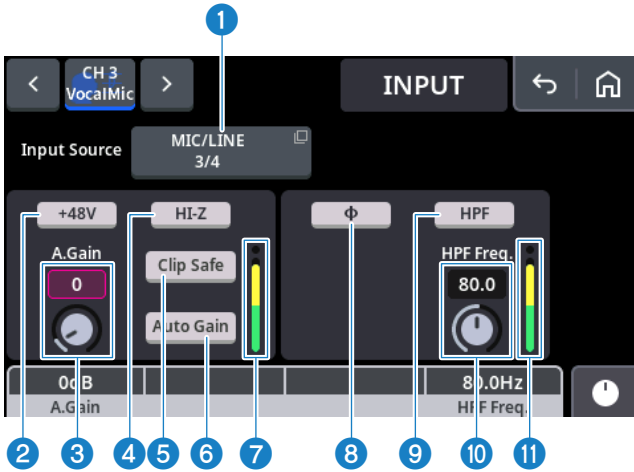 1
CH 3
VocalMic
INPUT
Input Source
MIC/LINE
3/4
+48V
HI-Z
Φ
HPF
A.Gain
0
Clip Safe
Auto Gain
HPF Freq.
80.0
0dB
80.0Hz
A.Gain
HPF Freq.
2 3 4 5 6 7 8 9 10 11